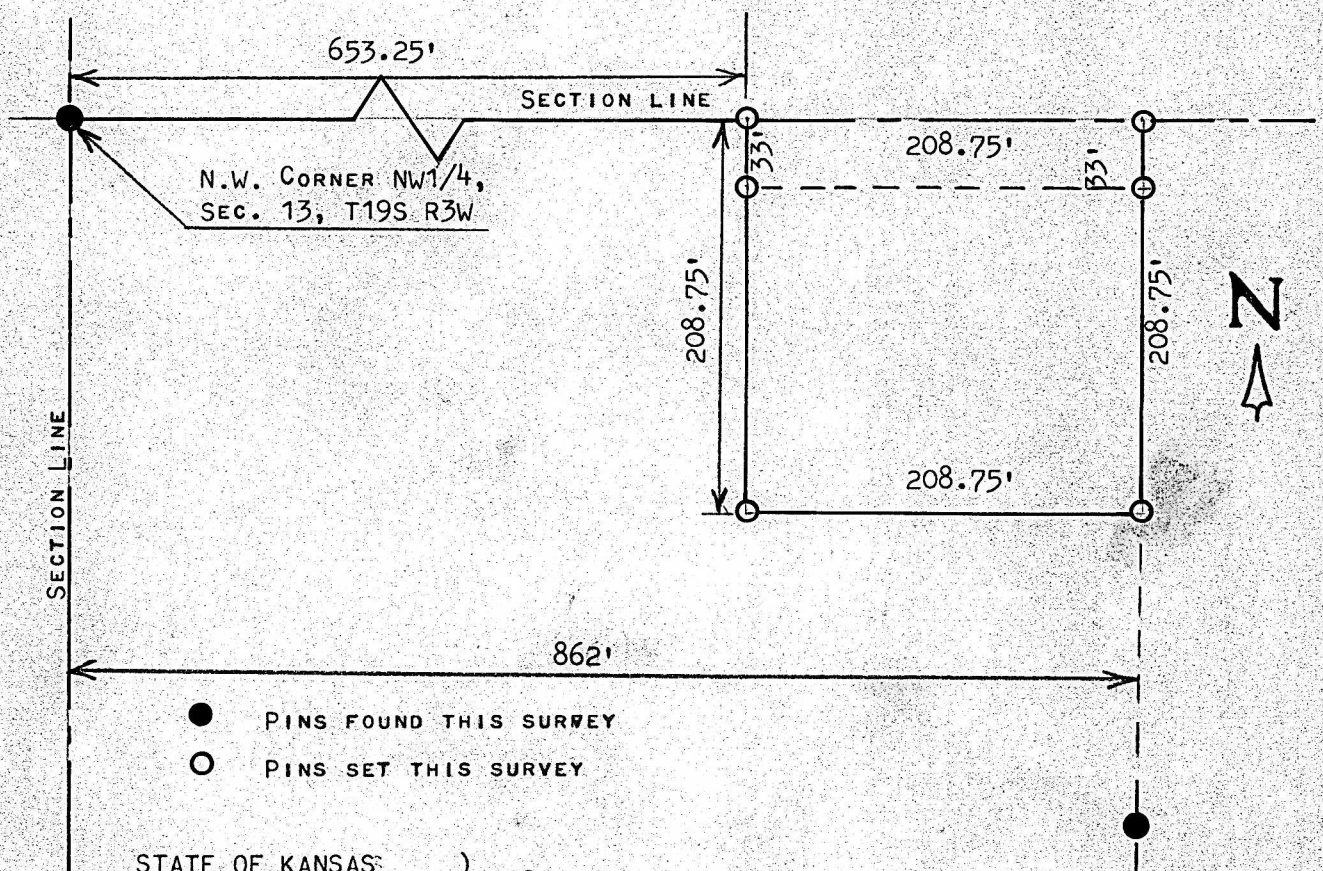 653.25'
SECTION LINE
208.75'
33'
33'
N.W. CORNER NW1/4,
SEC. 13, T19S R3W
208.75'
208.75'
N
208.75'
SECTION LINE
862'
PINS FOUND THIS SURVEY
PINS SET THIS SURVEY
STATE OF KANSAS )